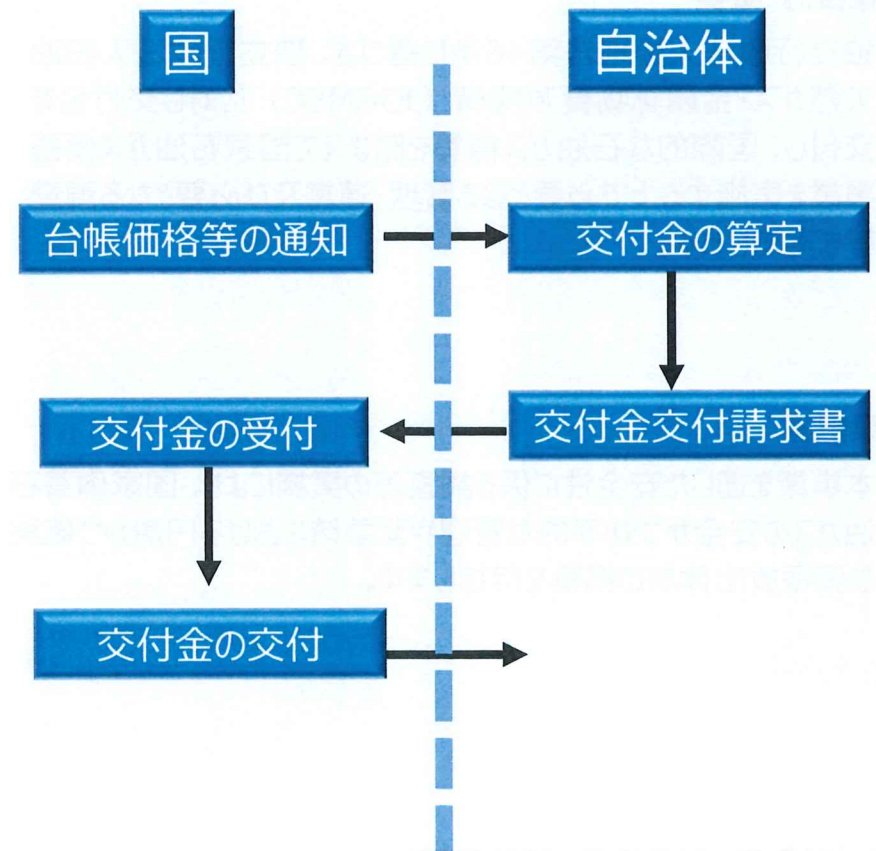 国
自治体
台帳価格等の通知
交付金の算定
交付金の受付
交付金交付請求書
交付金の交付